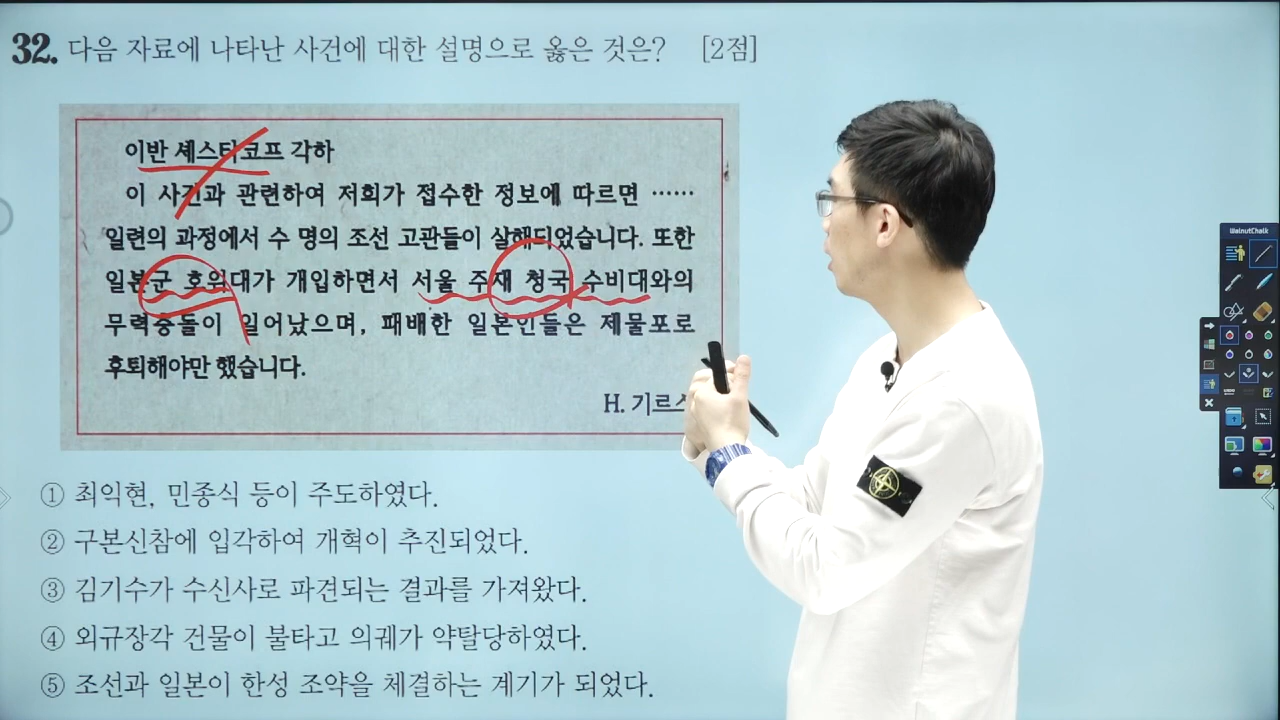 32. 다음 자료에 나타난 사건에 대한 설명으로 옳은 것은? [2점]
이반 셰스타코프 각하
이 사건과 관련하여 저희가 접수한 정보에 따르면 ……
일련의 과정에서 수 명의 조선 고관들이 살해되었습니다. 또한
일본군 호위대가 개입하면서 서울 주재 청국 수비대와의
무력충돌이 일어났으며, 패배한 일본인들은 제물포로
후퇴해야만 했습니다.
H. 기르스
① 최익현, 민종식 등이 주도하였다.
② 구본신참에 입각하여 개혁이 추진되었다.
③ 김기수가 수신사로 파견되는 결과를 가져왔다.
④ 외규장각 건물이 불타고 의궤가 약탈당하였다.
⑤ 조선과 일본이 한성 조약을 체결하는 계기가 되었다.
WalnutChalk